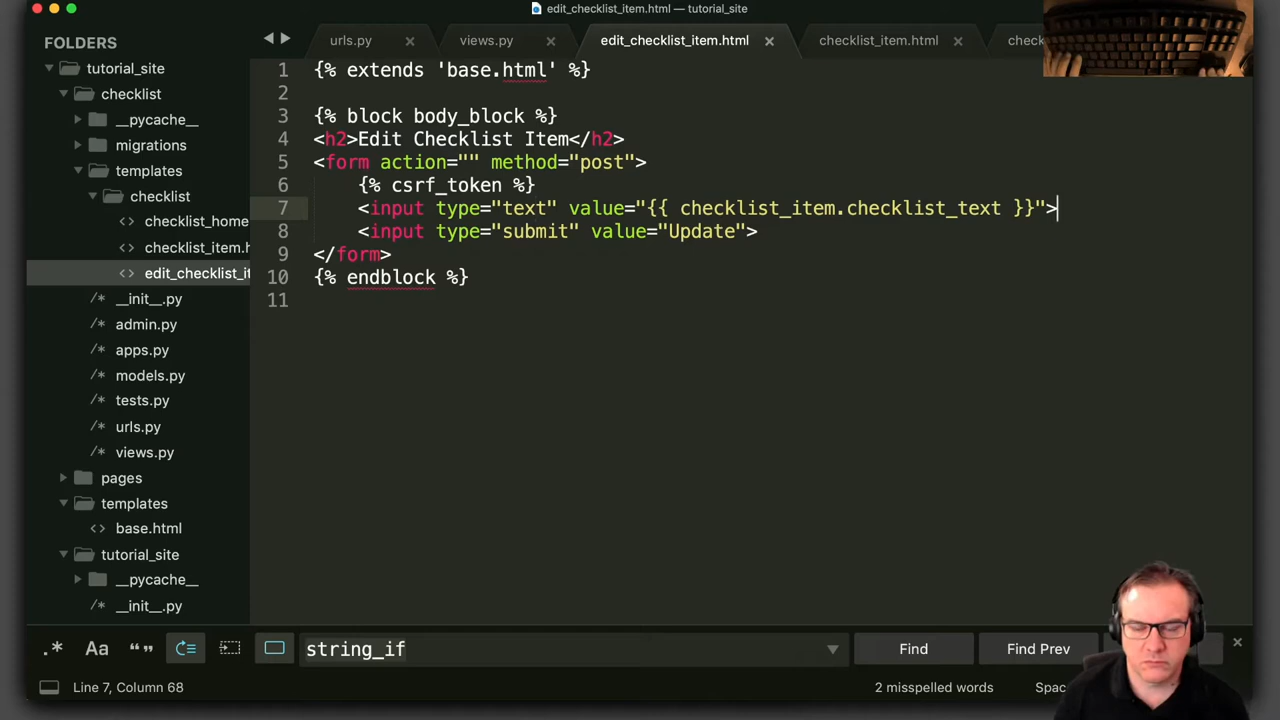 edit_checklist_item.html — tutorial_site
FOLDERS
tutorial_site
checklist
__pycache__
migrations
templates
checklist
<> checklist_home
<> checklist_item.h
<> edit_checklist_it
/* __init__.py
/* admin.py
/* apps.py
/* models.py
/* tests.py
/* urls.py
/* views.py
pages
templates
<> base.html
tutorial_site
__pycache__
/* __init__.py
urls.py × views.py × edit_checklist_item.html × checklist_item.html × check
1 {% extends 'base.html' %}
2
3 {% block body_block %}
4 <h2>Edit Checklist Item</h2>
5 <form action="" method="post">
6 {% csrf_token %}
7 <input type="text" value="{{ checklist_item.checklist_text }}">
8 <input type="submit" value="Update">
9 </form>
10 {% endblock %}
11
.* Aa “” string_if Find Find Prev ×
Line 7, Column 68 2 misspelled words Spac